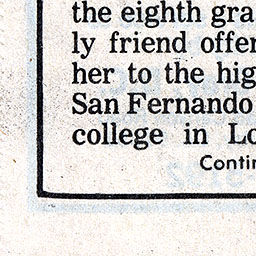 the eighth gra
ly friend offer
her to the hig
San Fernando
college in Lo
Contin